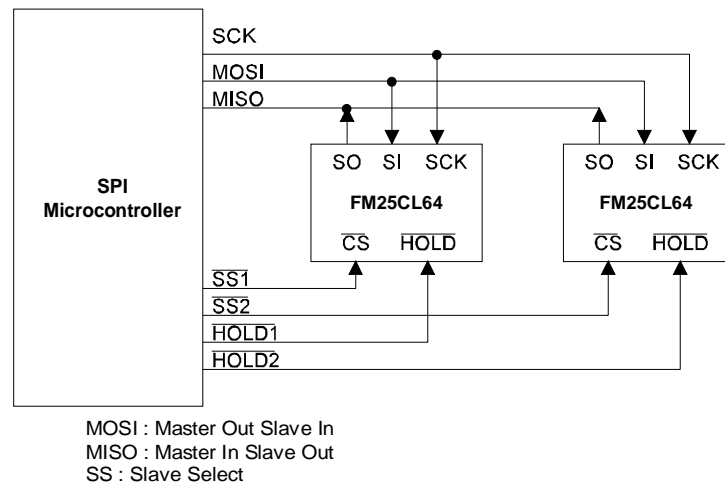 SCK
MOSI
MISO
SO SI SCK
SO SI SCK
SPI
Microcontroller
FM25CL64
FM25CL64
CS HOLD
CS HOLD
SS1
SS2
HOLD1
HOLD2
MOSI : Master Out Slave In
MISO : Master In Slave Out
SS : Slave Select